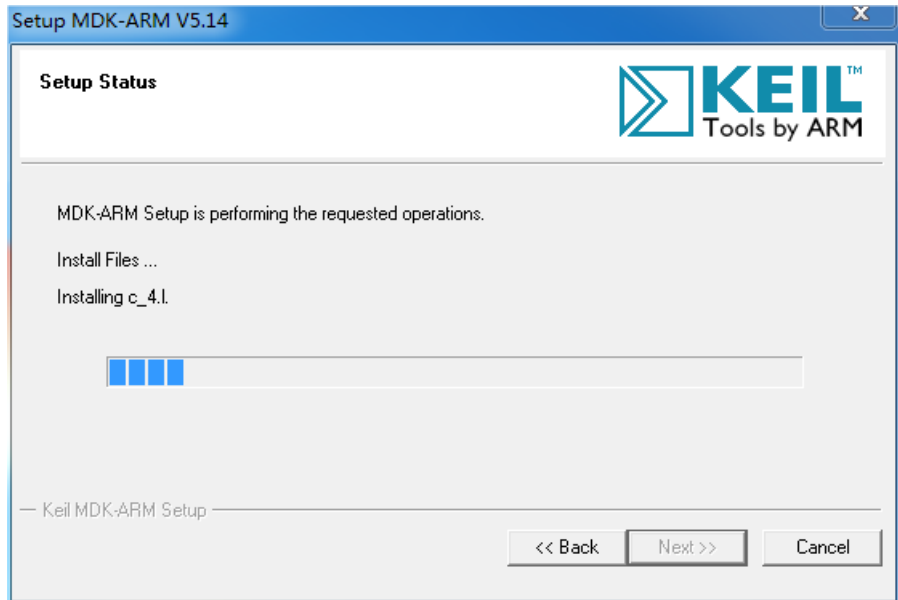 Setup MDK-ARM V5.14
Setup Status
KEIL™
Tools by ARM
MDK-ARM Setup is performing the requested operations.
Install Files ...
Installing c_4.l.
Keil MDK-ARM Setup
<< Back
Next >>
Cancel